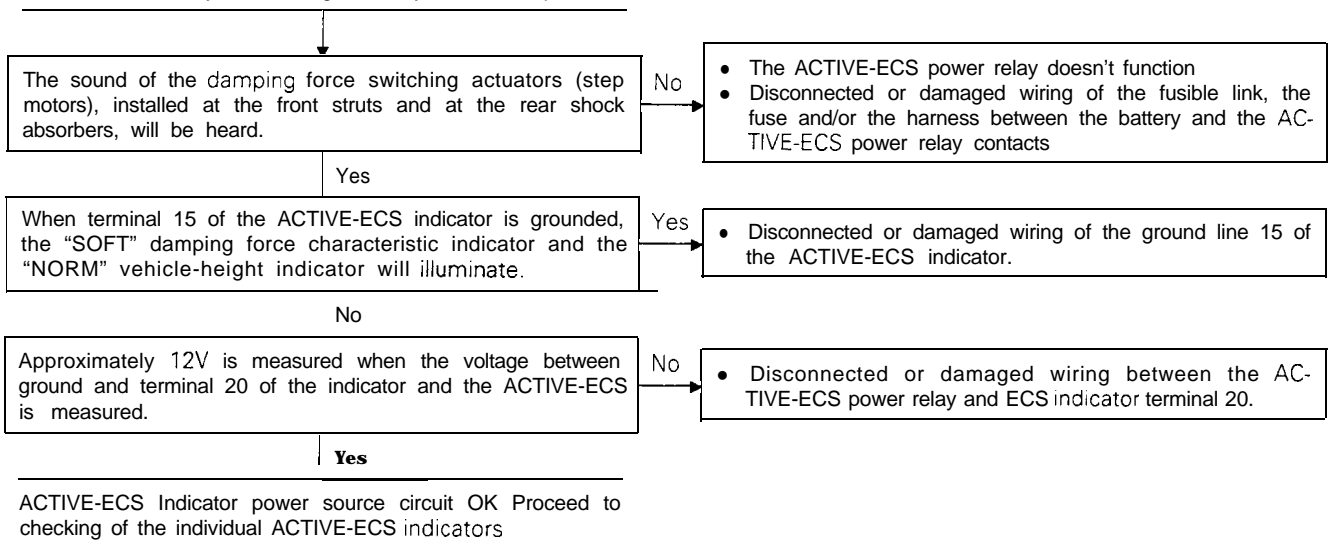 The sound of the damping force switching actuators (step
motors), installed at the front struts and at the rear shock
absorbers, will be heard.
No
● The ACTIVE-ECS power relay doesn't function
● Disconnected or damaged wiring of the fusible link, the
fuse and/or the harness between the battery and the AC-
TIVE-ECS power relay contacts
Yes
When terminal 15 of the ACTIVE-ECS indicator is grounded,
the “SOFT” damping force characteristic indicator and the
“NORM” vehicle-height indicator will illuminate.
Yes
● Disconnected or damaged wiring of the ground line 15 of
the ACTIVE-ECS indicator.
No
Approximately 12V is measured when the voltage between
ground and terminal 20 of the indicator and the ACTIVE-ECS
is measured.
No
● Disconnected or damaged wiring between the AC-
TIVE-ECS power relay and ECS indicator terminal 20.
Yes
ACTIVE-ECS Indicator power source circuit OK Proceed to
checking of the individual ACTIVE-ECS indicators